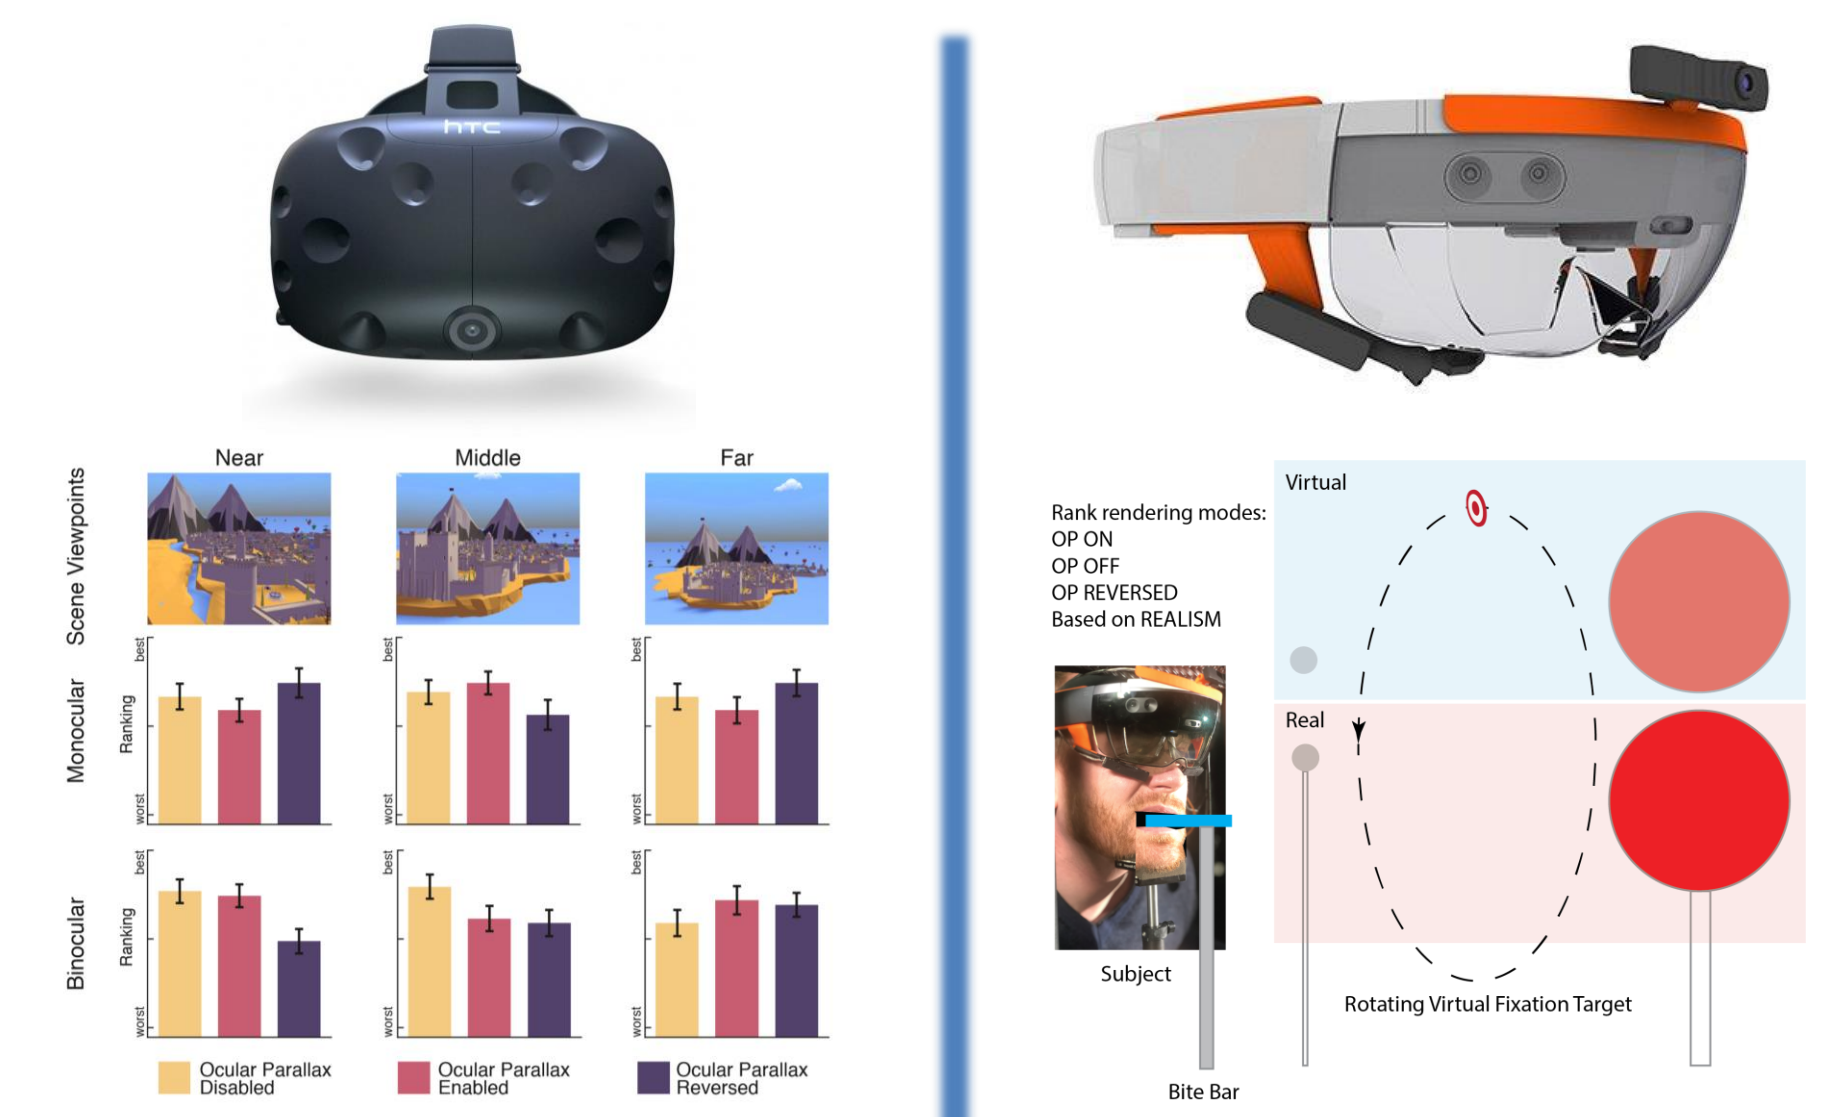 hTC
Near
Middle
Far
Scene Viewpoints
Monocular
Ranking
best
worst
best
worst
best
worst
Binocular
Ranking
best
worst
best
worst
best
worst
Ocular Parallax
Disabled
Ocular Parallax
Enabled
Ocular Parallax
Reversed
Rank rendering modes:
OP ON
OP OFF
OP REVERSED
Based on REALISM
Virtual
Real
Subject
Rotating Virtual Fixation Target
Bite Bar